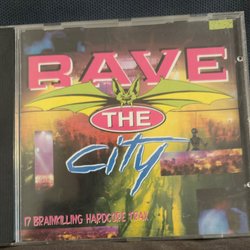 RAVE
THE
City
17 BRAINKILLING HARDCORE TRAX